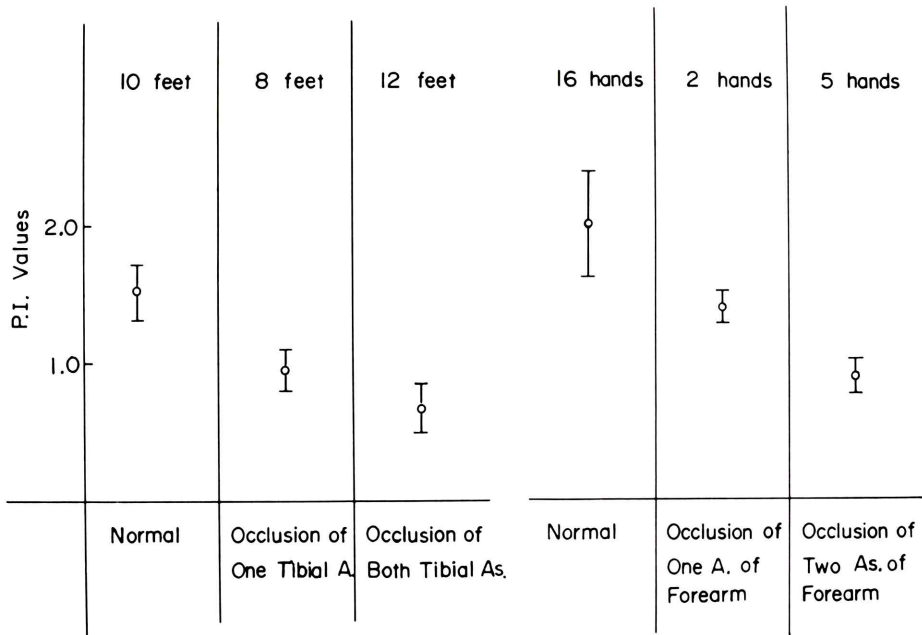 10 feet
8 feet
12 feet
16 hands
2 hands
5 hands
P.I. Values
2.0
1.0
Normal
Occlusion of
One Tibial A.
Occlusion of
Both Tibial As.
Normal
Occlusion of
One A. of
Forearm
Occlusion of
Two As. of
Forearm